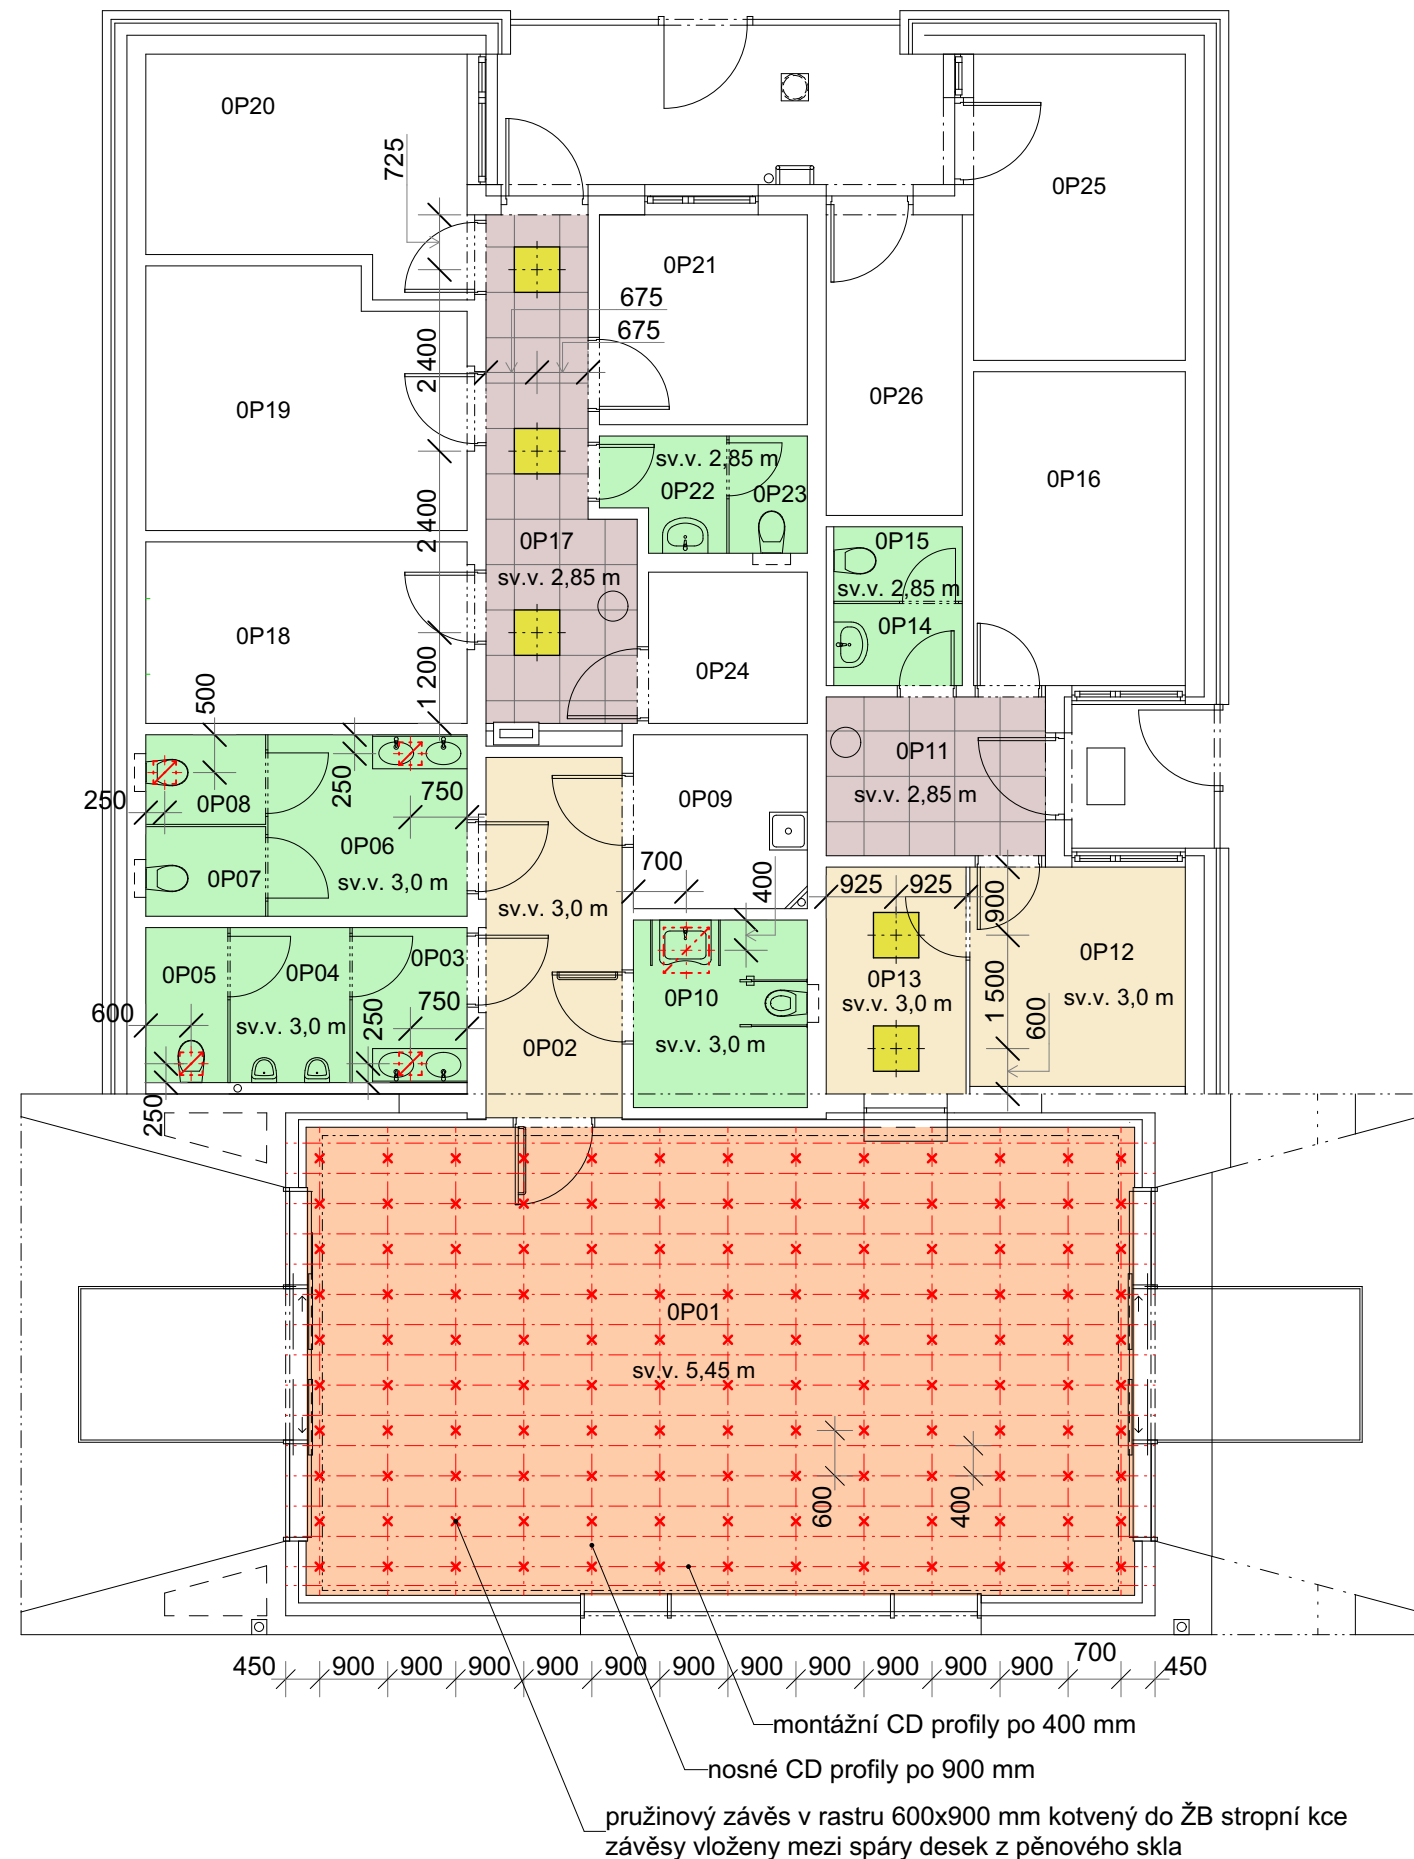 0P20
725
0P25
0P21
675
675
2 400
0P19
0P26
sv.v. 2,85 m
0P22
0P23
0P16
2 400
0P17
0P15
sv.v. 2,85 m
sv.v. 2,85 m
0P18
0P14
0P24
1 200
500
0P11
250
750
250
0P08
0P09
sv.v. 2,85 m
0P06
0P07
sv.v. 3,0 m
700
400
925
925
900
sv.v. 3,0 m
0P03
0P12
0P05
0P04
0P13
0P10
sv.v. 3,0 m
sv.v. 3,0 m
1 500
600
750
sv.v. 3,0 m
250
600
0P02
sv.v. 3,0 m
250
0P01
sv.v. 5,45 m
600
400
450
900
900
900
900
900
900
900
900
900
900
900
700
450
montážní CD profily po 400 mm
nosné CD profily po 900 mm
pružinový závěs v rastru 600x900 mm kotvený do ŽB stropní kce
závěsy vloženy mezi spáry desek z pěnového skla